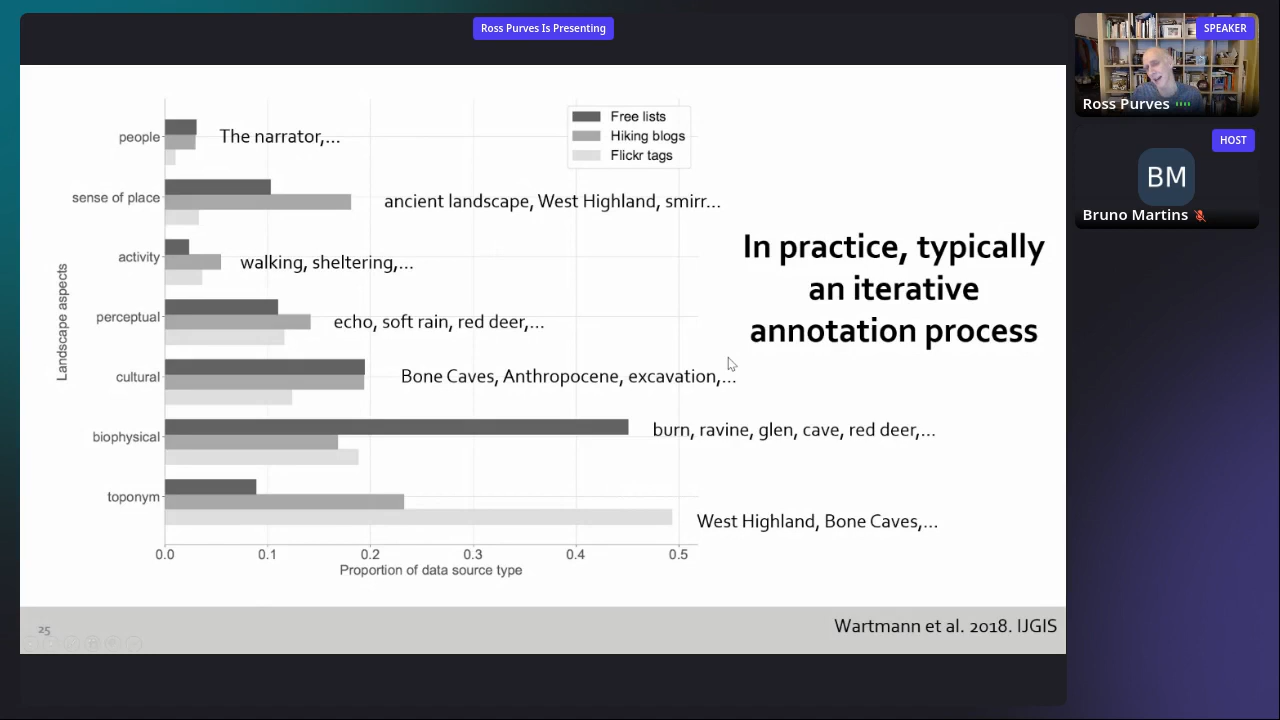 Ross Purves Is Presenting
SPEAKER
Ross Purves
HOST
BM
Bruno Martins
Free lists
Hiking blogs
Flickr tags
people
The narrator,...
sense of place
ancient landscape, West Highland, smirr...
activity
walking, sheltering,...
perceptual
echo, soft rain, red deer,...
cultural
Bone Caves, Anthropocene, excavation,...
biophysical
burn, ravine, glen, cave, red deer,...
toponym
West Highland, Bone Caves,...
Landscape aspects
0.0 0.1 0.2 0.3 0.4 0.5
Proportion of data source type
In practice, typically
an iterative
annotation process
25
Wartmann et al. 2018. IJGIS